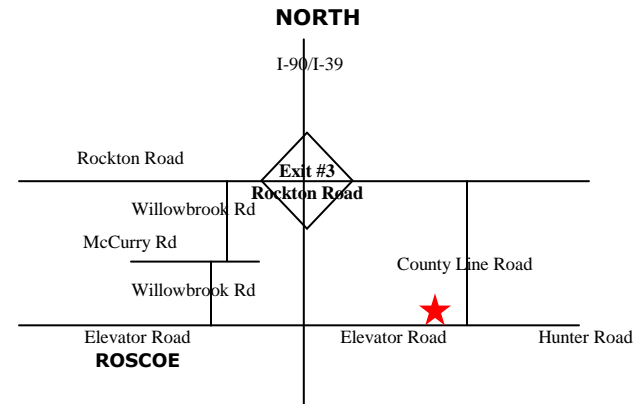 NORTH
I-90/I-39
Rockton Road
Exit #3
Rockton Road
Willowbrook Rd
McCurry Rd
County Line Road
Willowbrook Rd
Elevator Road
Elevator Road
Hunter Road
ROSCOE